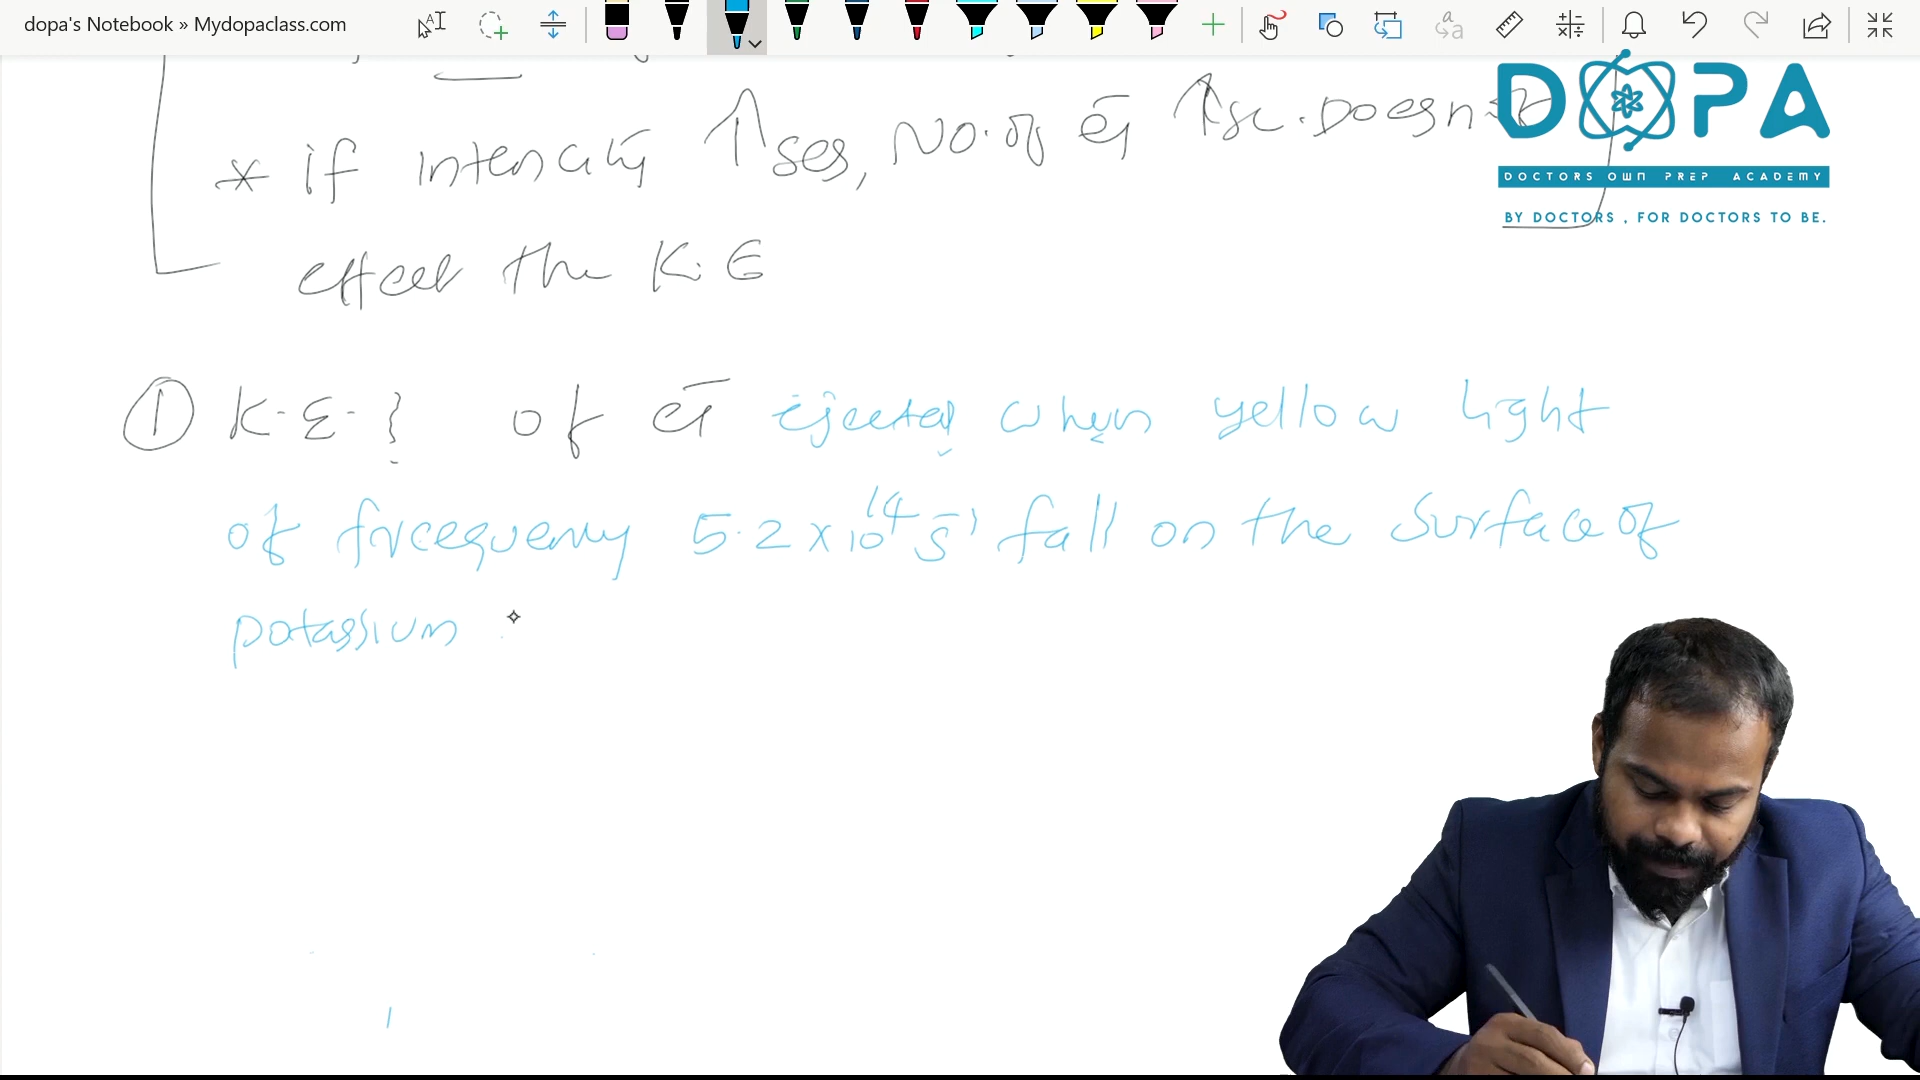 dopa's Notebook » Mydopaclass.com
DOPA
DOCTORS OWN PREP ACADEMY
BY DOCTORS , FOR DOCTORS TO BE.
* if intensity ↑ses, No. of e⁻ ↑se. Doesn't
effect the K.E
① K.E. } of e⁻ ejected when yellow light
of frcequency 5.2 x 10¹⁴ s⁻¹ fall on the Surface of
potassium